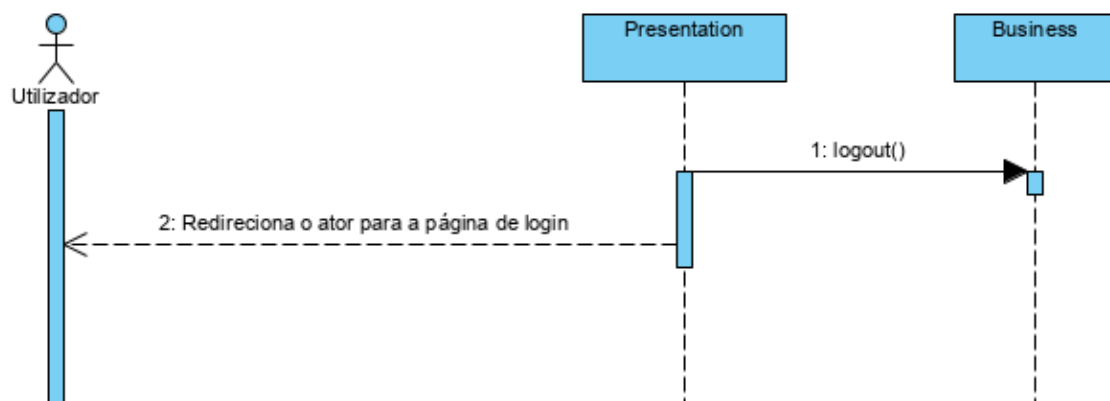 Presentation
Business
Utilizador
1: logout()
2: Redireciona o ator para a página de login